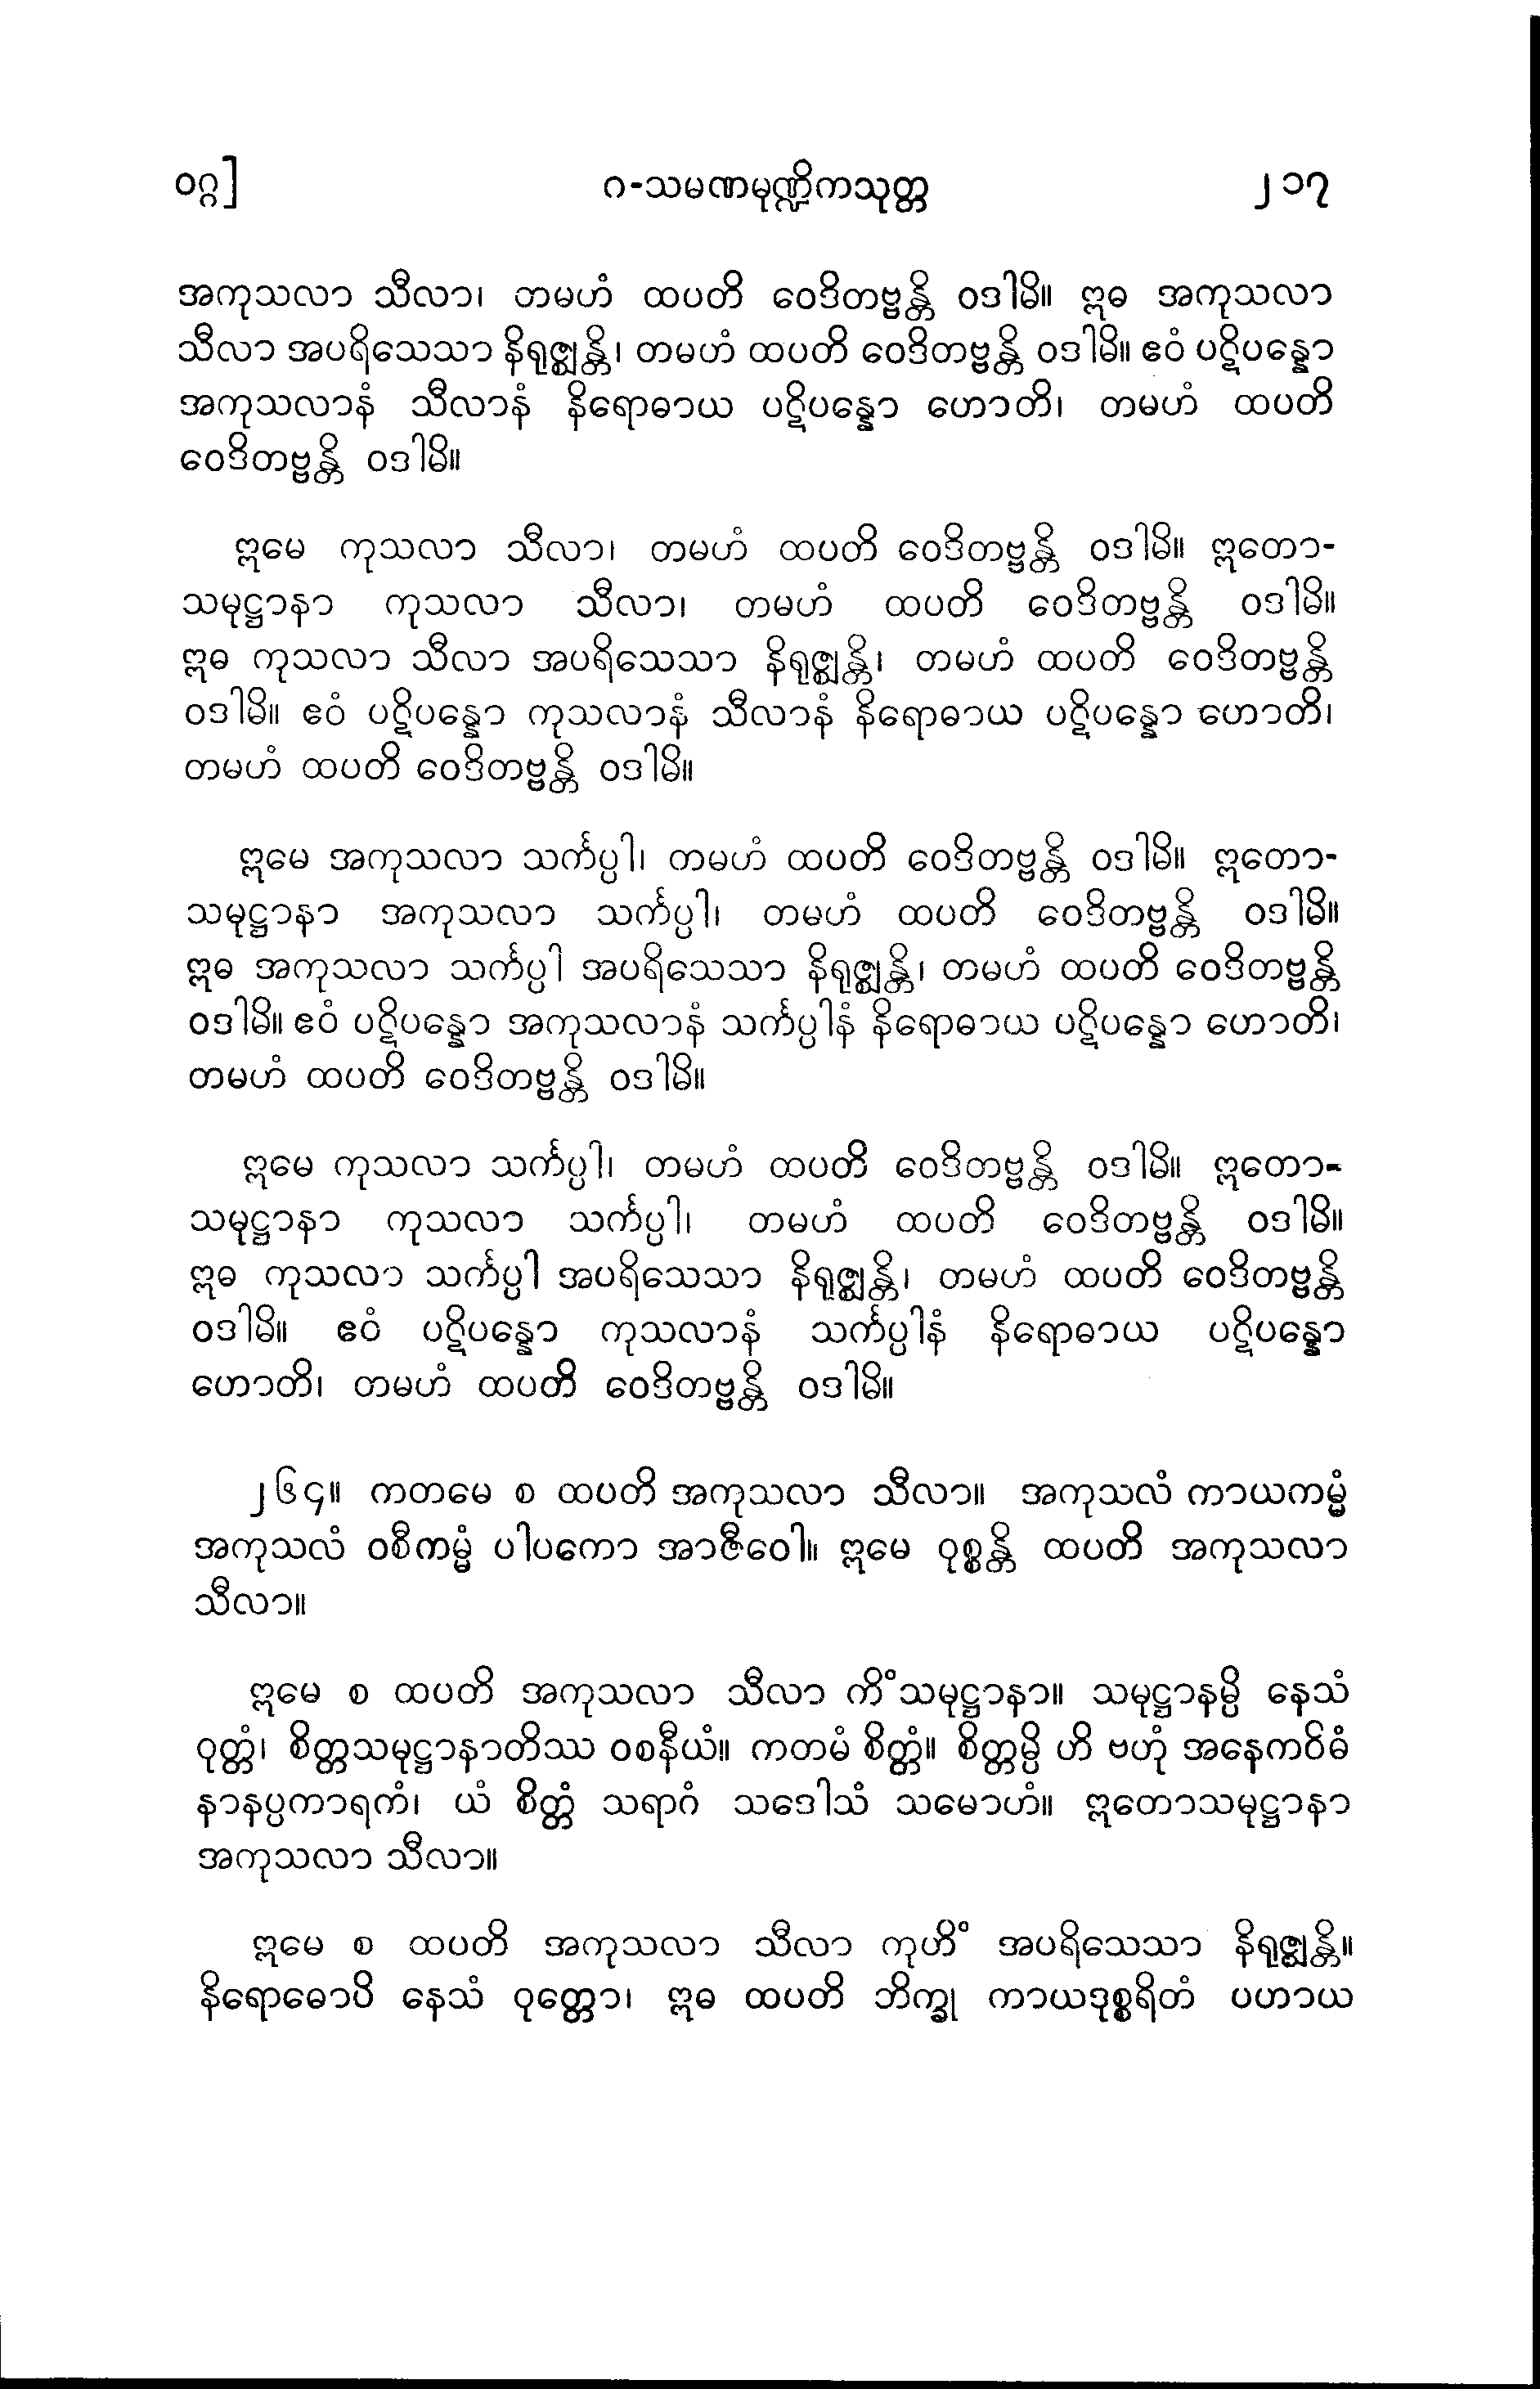 ဝဂ္ဂ] ဂ-သမဏမုဏ္ဍိကသုတ္တ ၂၁၇
အကုသလာ သီလာ၊ တမဟံ ထပတိ ဝေဒိတဗ္ဗန္တိ ဝဒါမိ။ ဣဓ အကုသလာ
သီလာ အပရိသေသာ နိရုဇ္ဈန္တိ၊ တမဟံ ထပတိ ဝေဒိတဗ္ဗန္တိ ဝဒါမိ။ ဧဝံ ပဋိပန္နော
အကုသလာနံ သီလာနံ နိရောဓာယ ပဋိပန္နော ဟောတိ၊ တမဟံ ထပတိ
ဝေဒိတဗ္ဗန္တိ ဝဒါမိ။
ဣမေ ကုသလာ သီလာ၊ တမဟံ ထပတိ ဝေဒိတဗ္ဗန္တိ ဝဒါမိ။ ဣတော-
သမုဋ္ဌာနာ ကုသလာ သီလာ၊ တမဟံ ထပတိ ဝေဒိတဗ္ဗန္တိ ဝဒါမိ။
ဣဓ ကုသလာ သီလာ အပရိသေသာ နိရုဇ္ဈန္တိ၊ တမဟံ ထပတိ ဝေဒိတဗ္ဗန္တိ
ဝဒါမိ။ ဧဝံ ပဋိပန္နော ကုသလာနံ သီလာနံ နိရောဓာယ ပဋိပန္နော ဟောတိ၊
တမဟံ ထပတိ ဝေဒိတဗ္ဗန္တိ ဝဒါမိ။
ဣမေ အကုသလာ သင်္ကပ္ပါ၊ တမဟံ ထပတိ ဝေဒိတဗ္ဗန္တိ ဝဒါမိ။ ဣတော-
သမုဋ္ဌာနာ အကုသလာ သင်္ကပ္ပါ၊ တမဟံ ထပတိ ဝေဒိတဗ္ဗန္တိ ဝဒါမိ။
ဣဓ အကုသလာ သင်္ကပ္ပါ အပရိသေသာ နိရုဇ္ဈန္တိ၊ တမဟံ ထပတိ ဝေဒိတဗ္ဗန္တိ
ဝဒါမိ။ ဧဝံ ပဋိပန္နော အကုသလာနံ သင်္ကပ္ပါနံ နိရောဓာယ ပဋိပန္နော ဟောတိ၊
တမဟံ ထပတိ ဝေဒိတဗ္ဗန္တိ ဝဒါမိ။
ဣမေ ကုသလာ သင်္ကပ္ပါ၊ တမဟံ ထပတိ ဝေဒိတဗ္ဗန္တိ ဝဒါမိ။ ဣတော-
သမုဋ္ဌာနာ ကုသလာ သင်္ကပ္ပါ၊ တမဟံ ထပတိ ဝေဒိတဗ္ဗန္တိ ဝဒါမိ။
ဣဓ ကုသလာ သင်္ကပ္ပါ အပရိသေသာ နိရုဇ္ဈန္တိ၊ တမဟံ ထပတိ ဝေဒိတဗ္ဗန္တိ
ဝဒါမိ။ ဧဝံ ပဋိပန္နော ကုသလာနံ သင်္ကပ္ပါနံ နိရောဓာယ ပဋိပန္နော
ဟောတိ၊ တမဟံ ထပတိ ဝေဒိတဗ္ဗန္တိ ဝဒါမိ။
၂၆၄။ ကတမေ စ ထပတိ အကုသလာ သီလာ။ အကုသလံ ကာယကမ္မံ
အကုသလံ ဝစီကမ္မံ ပါပကော အာဇီဝေါ။ ဣမေ ဝုစ္စန္တိ ထပတိ အကုသလာ
သီလာ။
ဣမေ စ ထပတိ အကုသလာ သီလာ ကိံသမုဋ္ဌာနာ။ သမုဋ္ဌာနမ္ပိ နေသံ
ဝုတ္တံ၊ စိတ္တသမုဋ္ဌာနာတိဿ ဝစနီယံ။ ကတမံ စိတ္တံ။ စိတ္တမ္ပိ ဟိ ဗဟုံ အနေကဝိဓံ
နာနပ္ပကာရကံ၊ ယံ စိတ္တံ သရာဂံ သဒေါသံ သမောဟံ။ ဣတောသမုဋ္ဌာနာ
အကုသလာ သီလာ။
ဣမေ စ ထပတိ အကုသလာ သီလာ ကုဟိံ အပရိသေသာ နိရုဇ္ဈန္တိ။
နိရောဓောပိ နေသံ ဝုတ္တော၊ ဣဓ ထပတိ ဘိက္ခု ကာယဒုစ္စရိတံ ပဟာယ